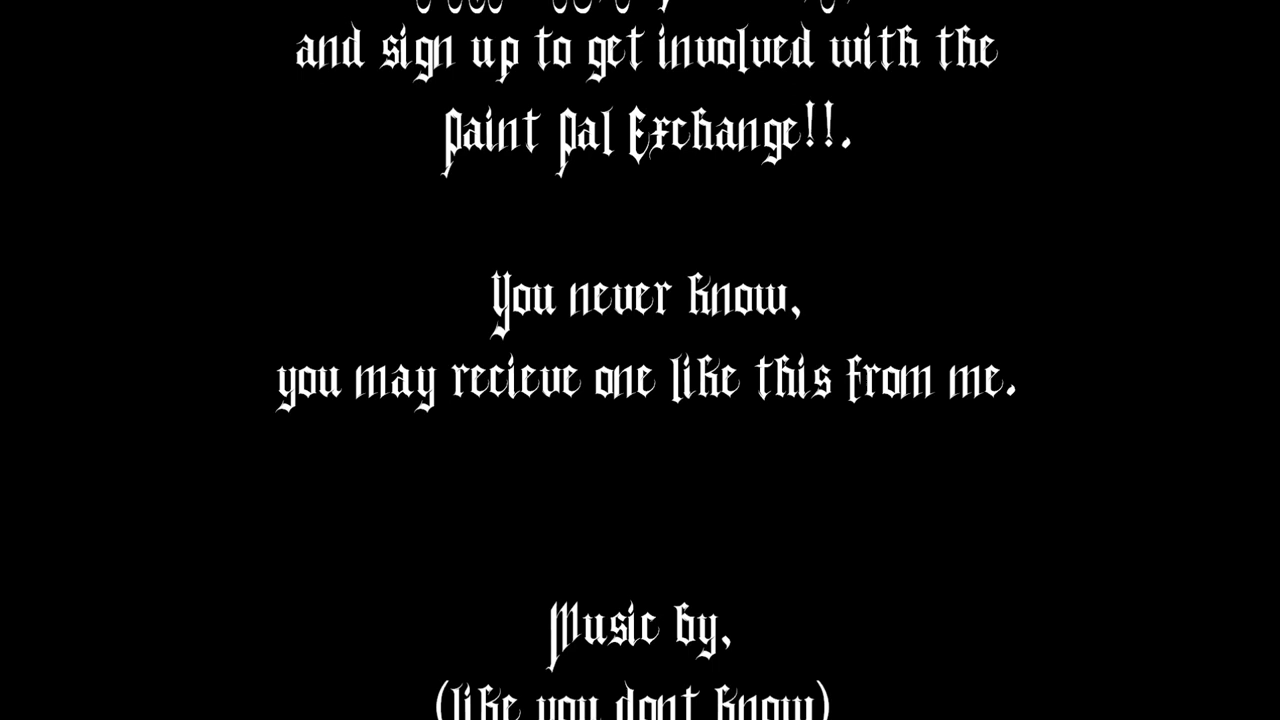 and sign up to get involved with the
Paint Pal Exchange!!.
You never know,
you may recieve one like this from me.
Music by,
(like you dont know)